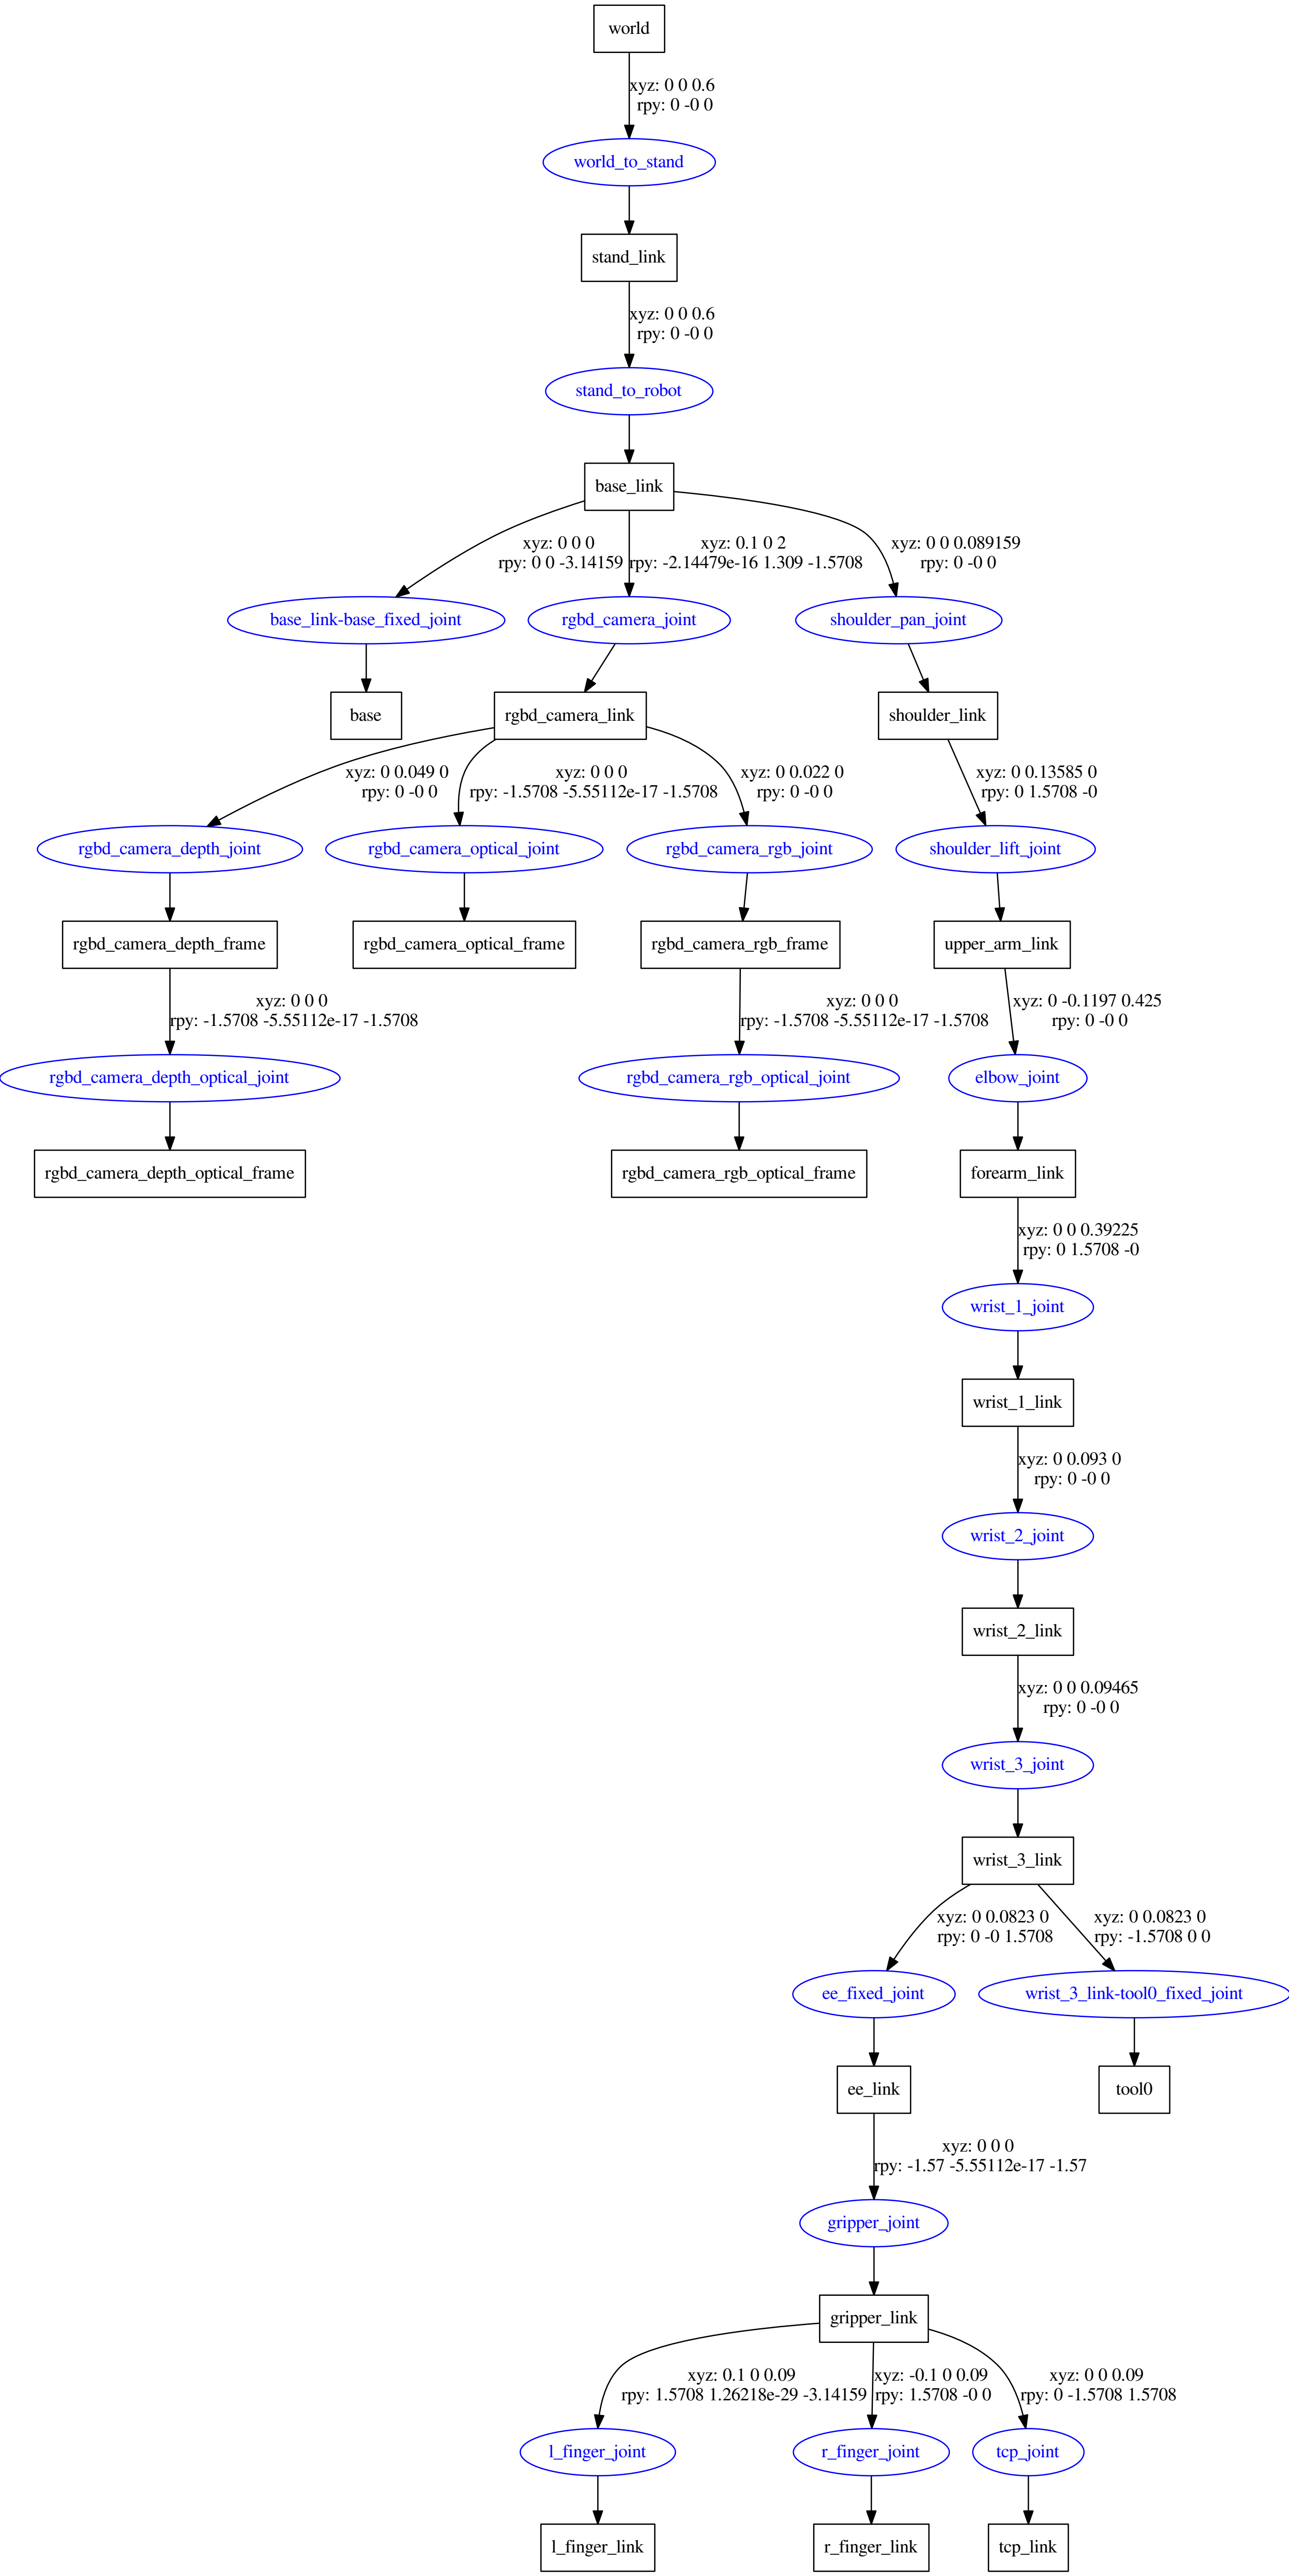 world
xyz: 0 0 0.6
rpy: 0 -0 0
world_to_stand
stand_link
xyz: 0 0 0.6
rpy: 0 -0 0
stand_to_robot
base_link
xyz: 0 0 0
rpy: 0 0 -3.14159
xyz: 0.1 0 2
rpy: -2.14479e-16 1.309 -1.5708
xyz: 0 0 0.089159
rpy: 0 -0 0
base_link-base_fixed_joint
rgbd_camera_joint
shoulder_pan_joint
base
rgbd_camera_link
shoulder_link
xyz: 0 0.049 0
rpy: 0 -0 0
xyz: 0 0 0
rpy: -1.5708 -5.55112e-17 -1.5708
xyz: 0 0.022 0
rpy: 0 -0 0
xyz: 0 0.13585 0
rpy: 0 1.5708 -0
rgbd_camera_depth_joint
rgbd_camera_optical_joint
rgbd_camera_rgb_joint
shoulder_lift_joint
rgbd_camera_depth_frame
rgbd_camera_optical_frame
rgbd_camera_rgb_frame
upper_arm_link
xyz: 0 0 0
rpy: -1.5708 -5.55112e-17 -1.5708
xyz: 0 0 0
rpy: -1.5708 -5.55112e-17 -1.5708
xyz: 0 -0.1197 0.425
rpy: 0 -0 0
rgbd_camera_depth_optical_joint
rgbd_camera_rgb_optical_joint
elbow_joint
rgbd_camera_depth_optical_frame
rgbd_camera_rgb_optical_frame
forearm_link
xyz: 0 0 0.39225
rpy: 0 1.5708 -0
wrist_1_joint
wrist_1_link
xyz: 0 0.093 0
rpy: 0 -0 0
wrist_2_joint
wrist_2_link
xyz: 0 0 0.09465
rpy: 0 -0 0
wrist_3_joint
wrist_3_link
xyz: 0 0.0823 0
rpy: 0 -0 1.5708
xyz: 0 0.0823 0
rpy: -1.5708 0 0
ee_fixed_joint
wrist_3_link-tool0_fixed_joint
ee_link
tool0
xyz: 0 0 0
rpy: -1.57 -5.55112e-17 -1.57
gripper_joint
gripper_link
xyz: 0.1 0 0.09
rpy: 1.5708 1.26218e-29 -3.14159
xyz: -0.1 0 0.09
rpy: 1.5708 -0 0
xyz: 0 0 0.09
rpy: 0 -1.5708 1.5708
l_finger_joint
r_finger_joint
tcp_joint
l_finger_link
r_finger_link
tcp_link